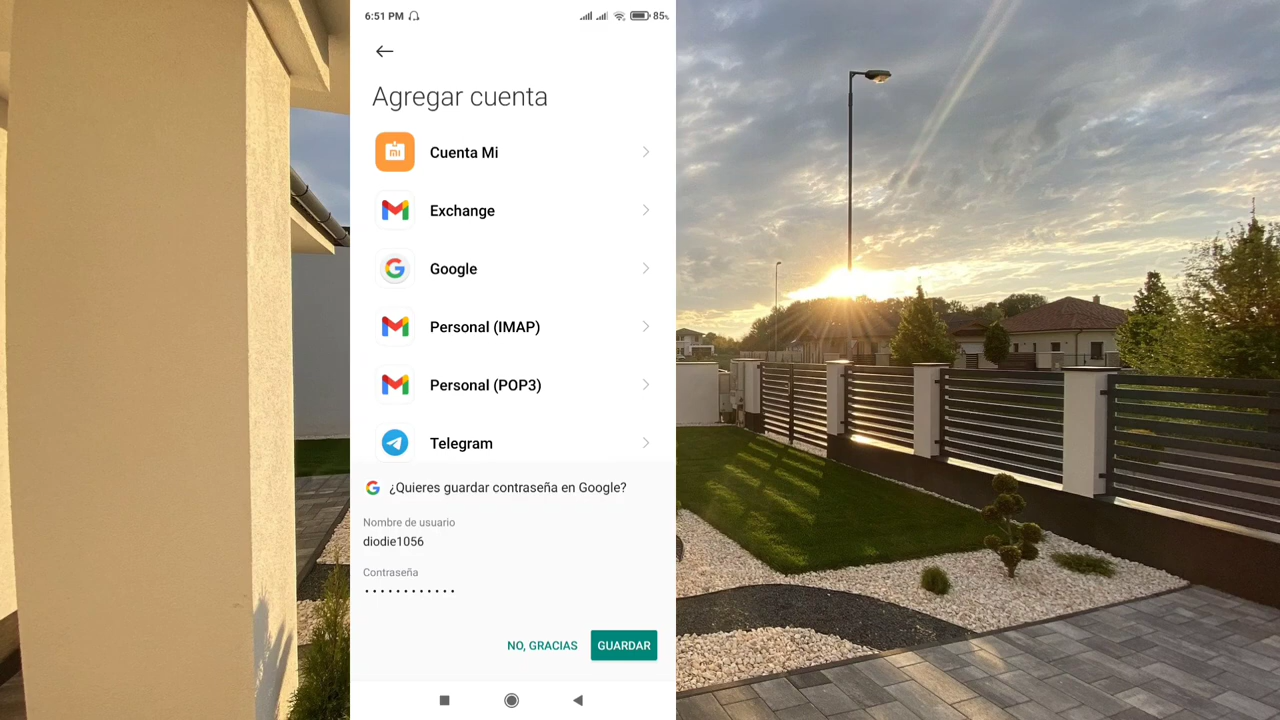 6:51 PM 85%
Agregar cuenta
Cuenta Mi
Exchange
Google
Personal (IMAP)
Personal (POP3)
Telegram
¿Quieres guardar contraseña en Google?
Nombre de usuario
diodie1056
Contraseña
••••••••••••
NO, GRACIAS GUARDAR